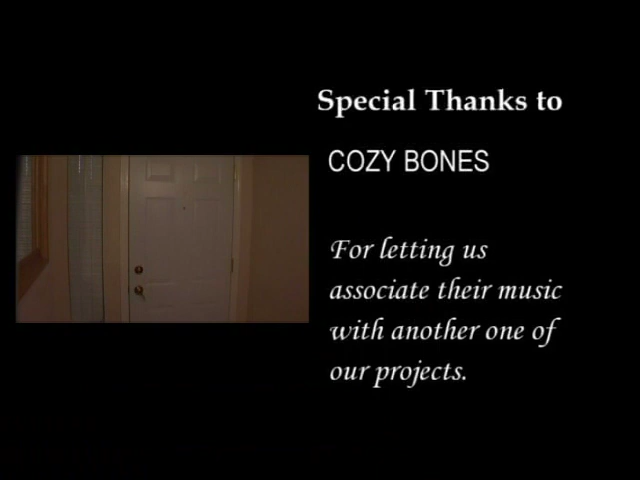 Special Thanks to
COZY BONES
For letting us
associate their music
with another one of
our projects.